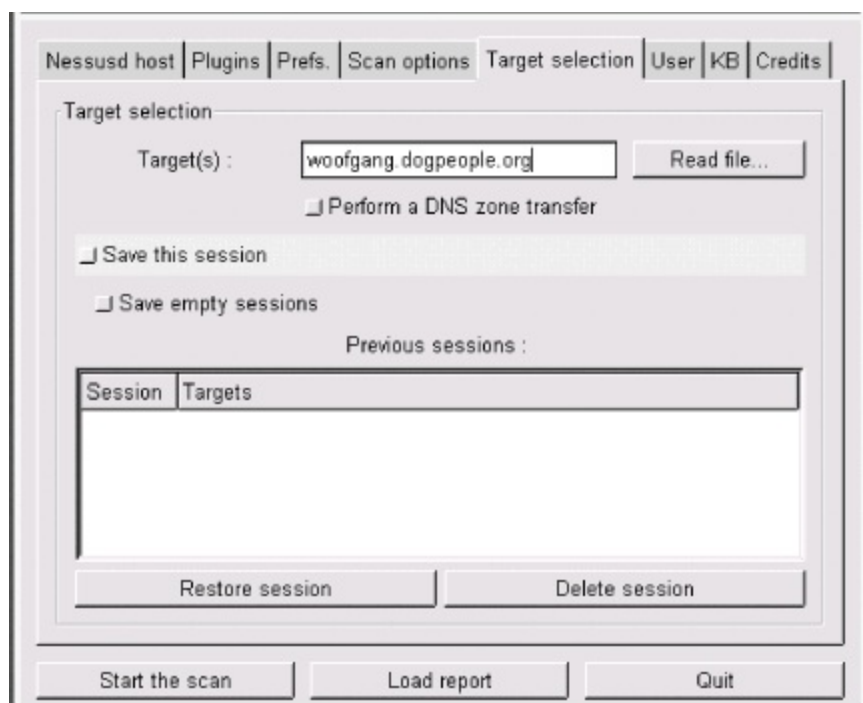 Nessusd host Plugins Prefs. Scan options Target selection User KB Credits
Target selection
Target(s) : woofgang.dogpeople.org Read file...
Perform a DNS zone transfer
Save this session
Save empty sessions
Previous sessions :
Session Targets
Restore session Delete session
Start the scan Load report Quit